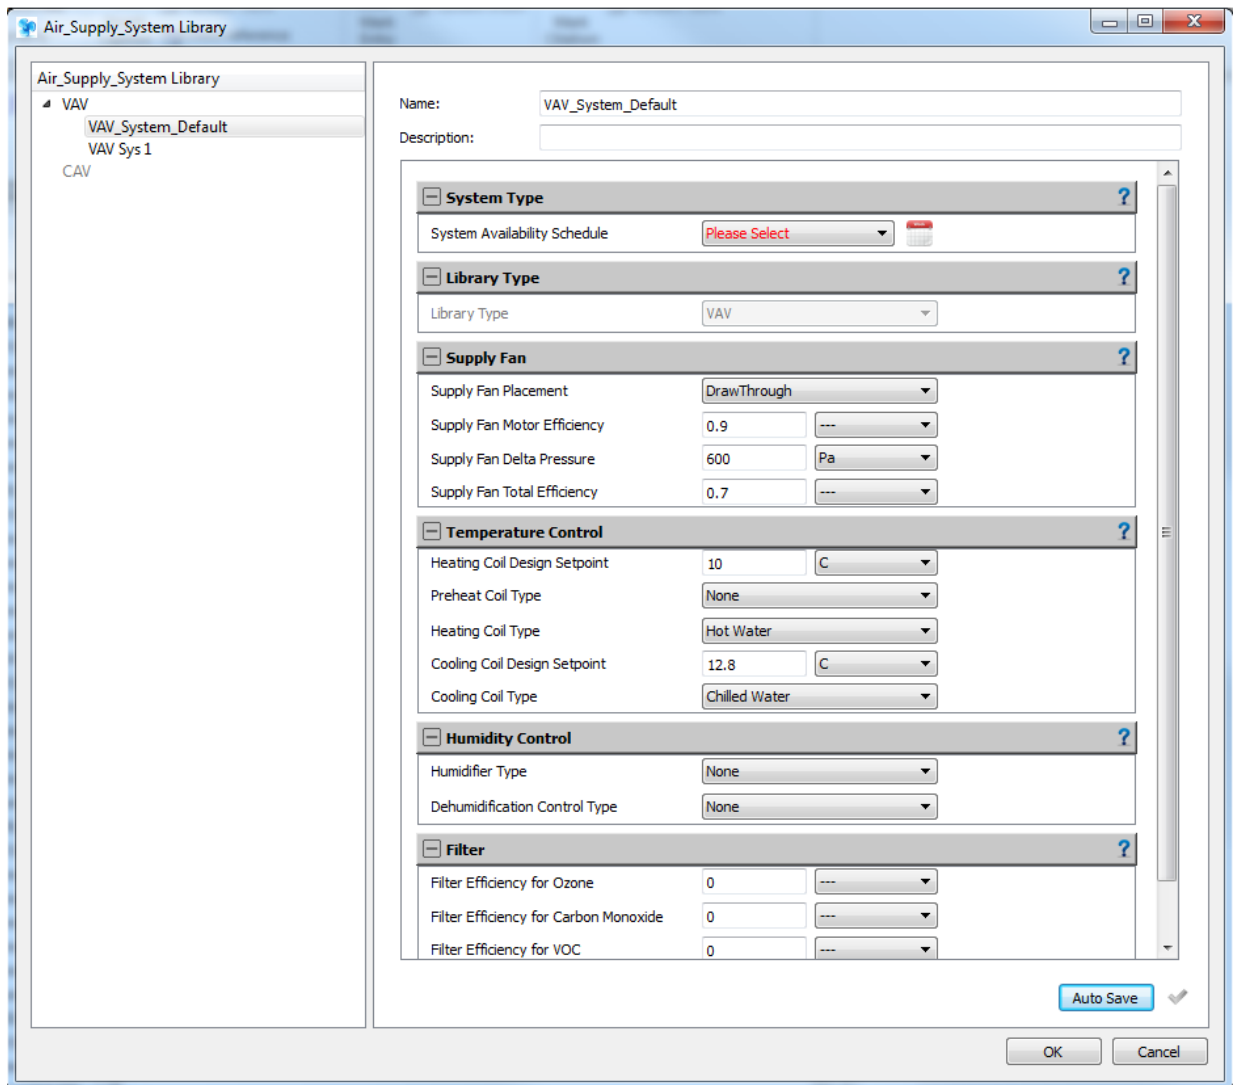 Air_Supply_System Library
Air_Supply_System Library
VAV
VAV_System_Default
VAV Sys 1
CAV
Name: VAV_System_Default
Description:
System Type ?
System Availability Schedule Please Select
Library Type ?
Library Type VAV
Supply Fan ?
Supply Fan Placement DrawThrough
Supply Fan Motor Efficiency 0.9 ---
Supply Fan Delta Pressure 600 Pa
Supply Fan Total Efficiency 0.7 ---
Temperature Control ?
Heating Coil Design Setpoint 10 C
Preheat Coil Type None
Heating Coil Type Hot Water
Cooling Coil Design Setpoint 12.8 C
Cooling Coil Type Chilled Water
Humidity Control ?
Humidifier Type None
Dehumidification Control Type None
Filter ?
Filter Efficiency for Ozone 0 ---
Filter Efficiency for Carbon Monoxide 0 ---
Filter Efficiency for VOC 0 ---
Auto Save
OK Cancel